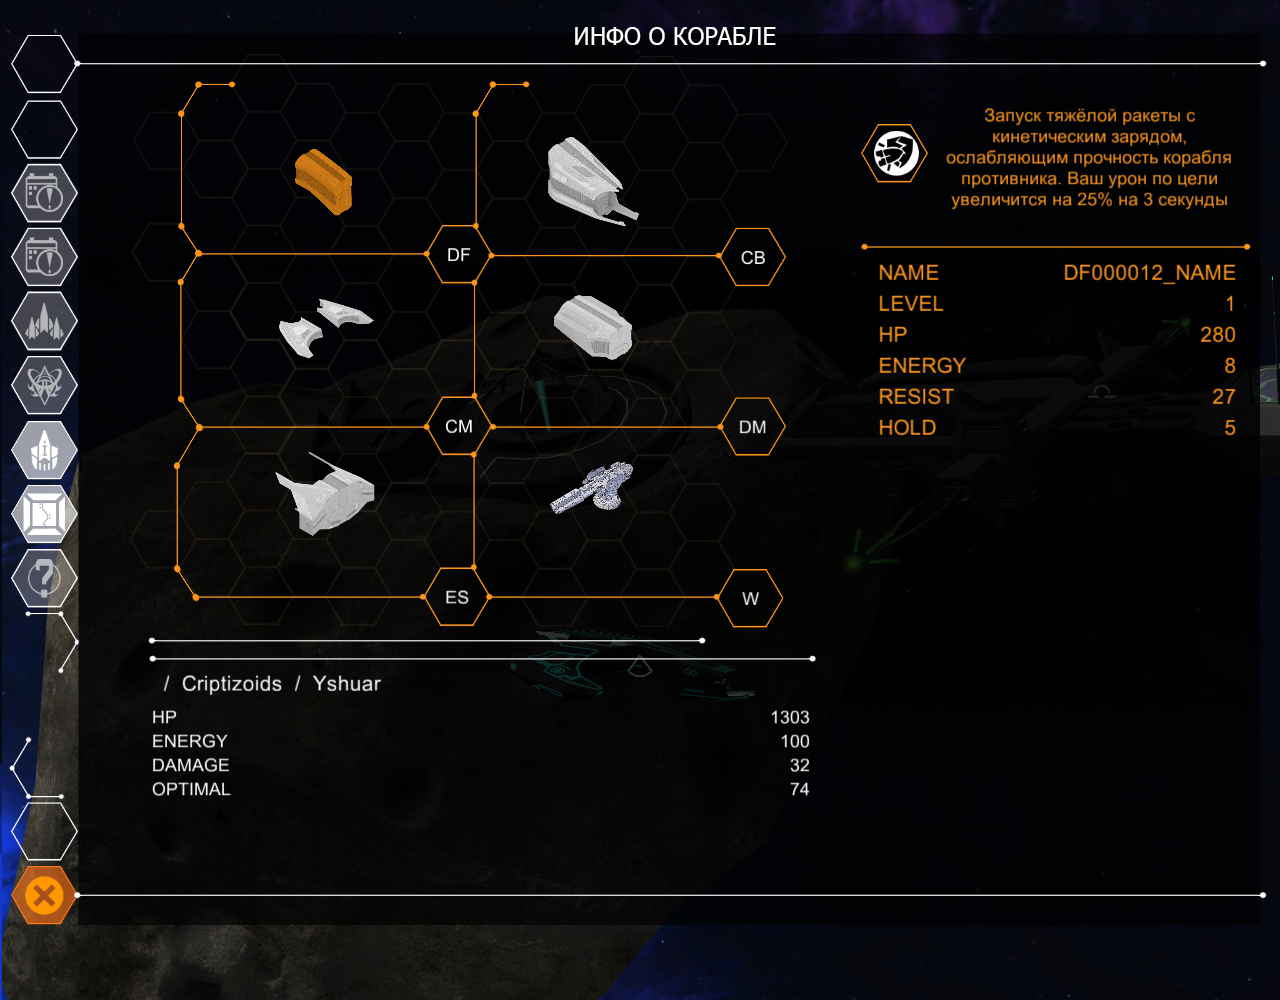 ИНФО О КОРАБЛЕ
Запуск тяжёлой ракеты с
кинетическим зарядом,
ослабляющим прочность корабля
противника. Ваш урон по цели
увеличится на 25% на 3 секунды
DF
CB
NAME DF000012_NAME
LEVEL 1
HP 280
ENERGY 8
RESIST 27
HOLD 5
CM
DM
ES
W
/ Criptizoids / Yshuar
HP 1303
ENERGY 100
DAMAGE 32
OPTIMAL 74